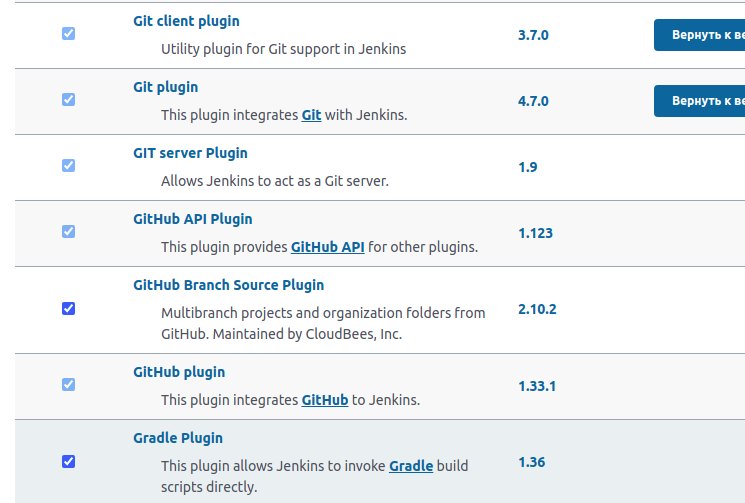 Git client plugin
Utility plugin for Git support in Jenkins
3.7.0
Вернуть к ве
Git plugin
This plugin integrates Git with Jenkins.
4.7.0
Вернуть к ве
GIT server Plugin
Allows Jenkins to act as a Git server.
1.9
GitHub API Plugin
This plugin provides GitHub API for other plugins.
1.123
GitHub Branch Source Plugin
Multibranch projects and organization folders from
GitHub. Maintained by CloudBees, Inc.
2.10.2
GitHub plugin
This plugin integrates GitHub to Jenkins.
1.33.1
Gradle Plugin
This plugin allows Jenkins to invoke Gradle build
scripts directly.
1.36